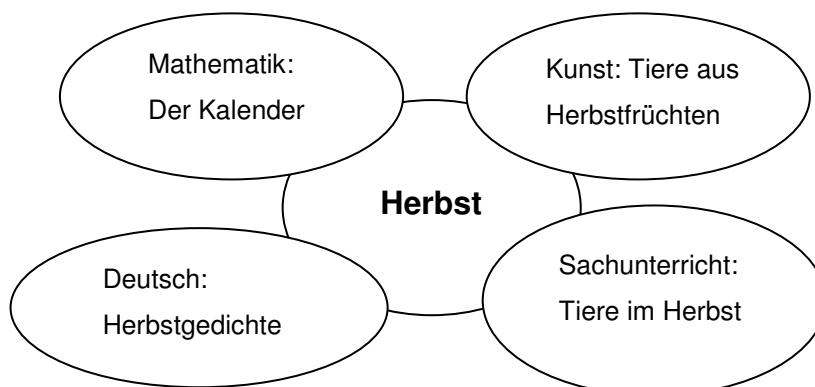 Mathematik:
Der Kalender
Kunst: Tiere aus
Herbstfrüchten
Herbst
Deutsch:
Herbstgedichte
Sachunterricht:
Tiere im Herbst